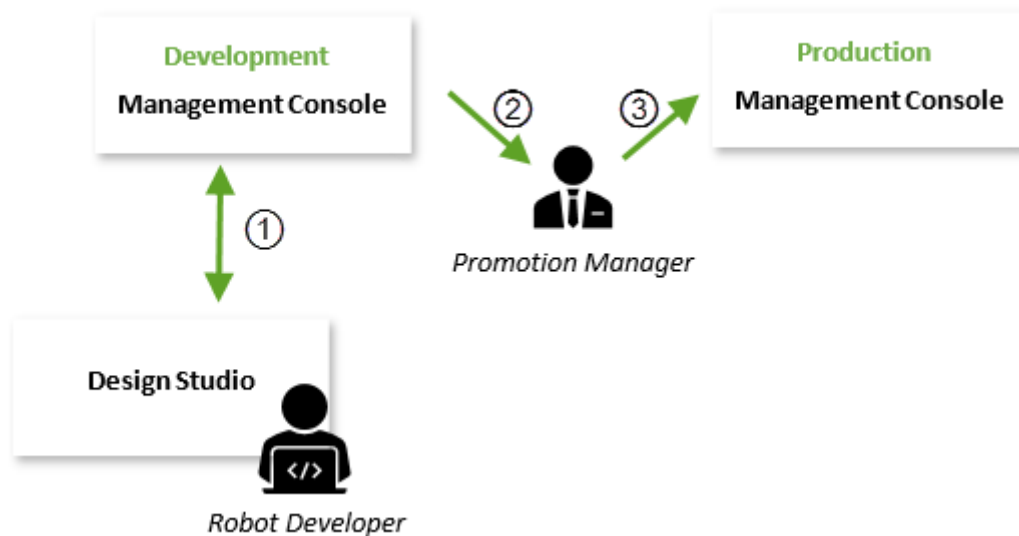 Development
Management Console
Production
Management Console
②
③
Promotion Manager
①
Design Studio
</>
Robot Developer